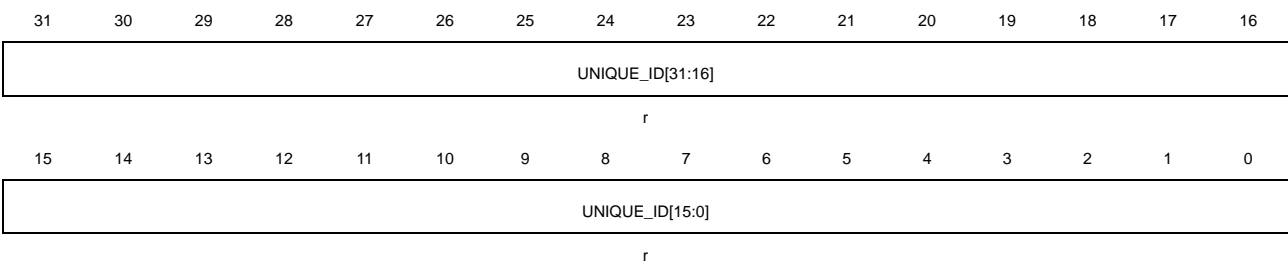 31 30 29 28 27 26 25 24 23 22 21 20 19 18 17 16
UNIQUE_ID[31:16]
r
15 14 13 12 11 10 9 8 7 6 5 4 3 2 1 0
UNIQUE_ID[15:0]
r